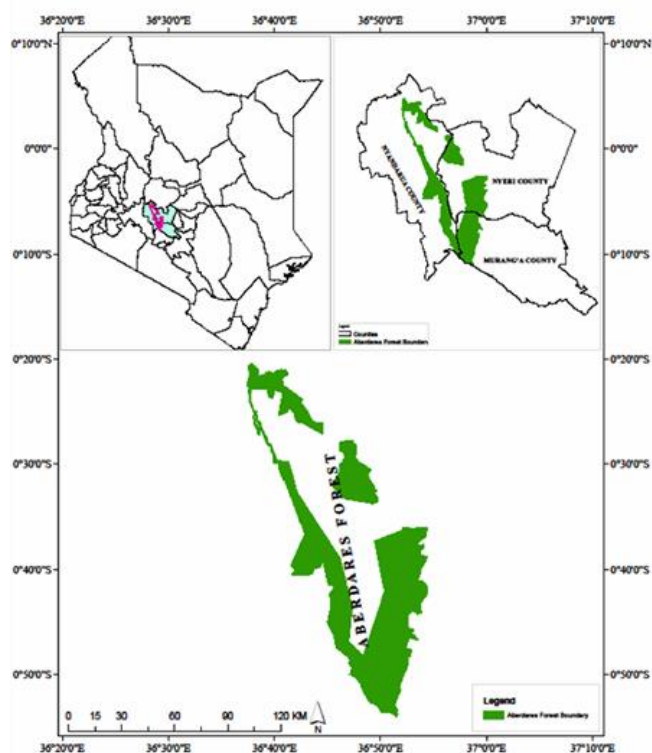 36°20'0"E 36°30'0"E 36°40'0"E 36°50'0"E 37°0'0"E 37°10'0"E
0°10'0"N 0°10'0"N
0°0'0" 0°0'0"
0°10'0"S 0°10'0"S
NYANDARUA COUNTY
NYERI COUNTY
MURANG'A COUNTY
Legend
Counties
Aberdares Forest Boundary
0°20'0"S 0°20'0"S
0°30'0"S 0°30'0"S
0°40'0"S 0°40'0"S
0°50'0"S 0°50'0"S
ABERDARES FOREST
0 15 30 60 90 120 KM
N
Legend
Aberdares Forest Boundary
36°20'0"E 36°30'0"E 36°40'0"E 36°50'0"E 37°0'0"E 37°10'0"E